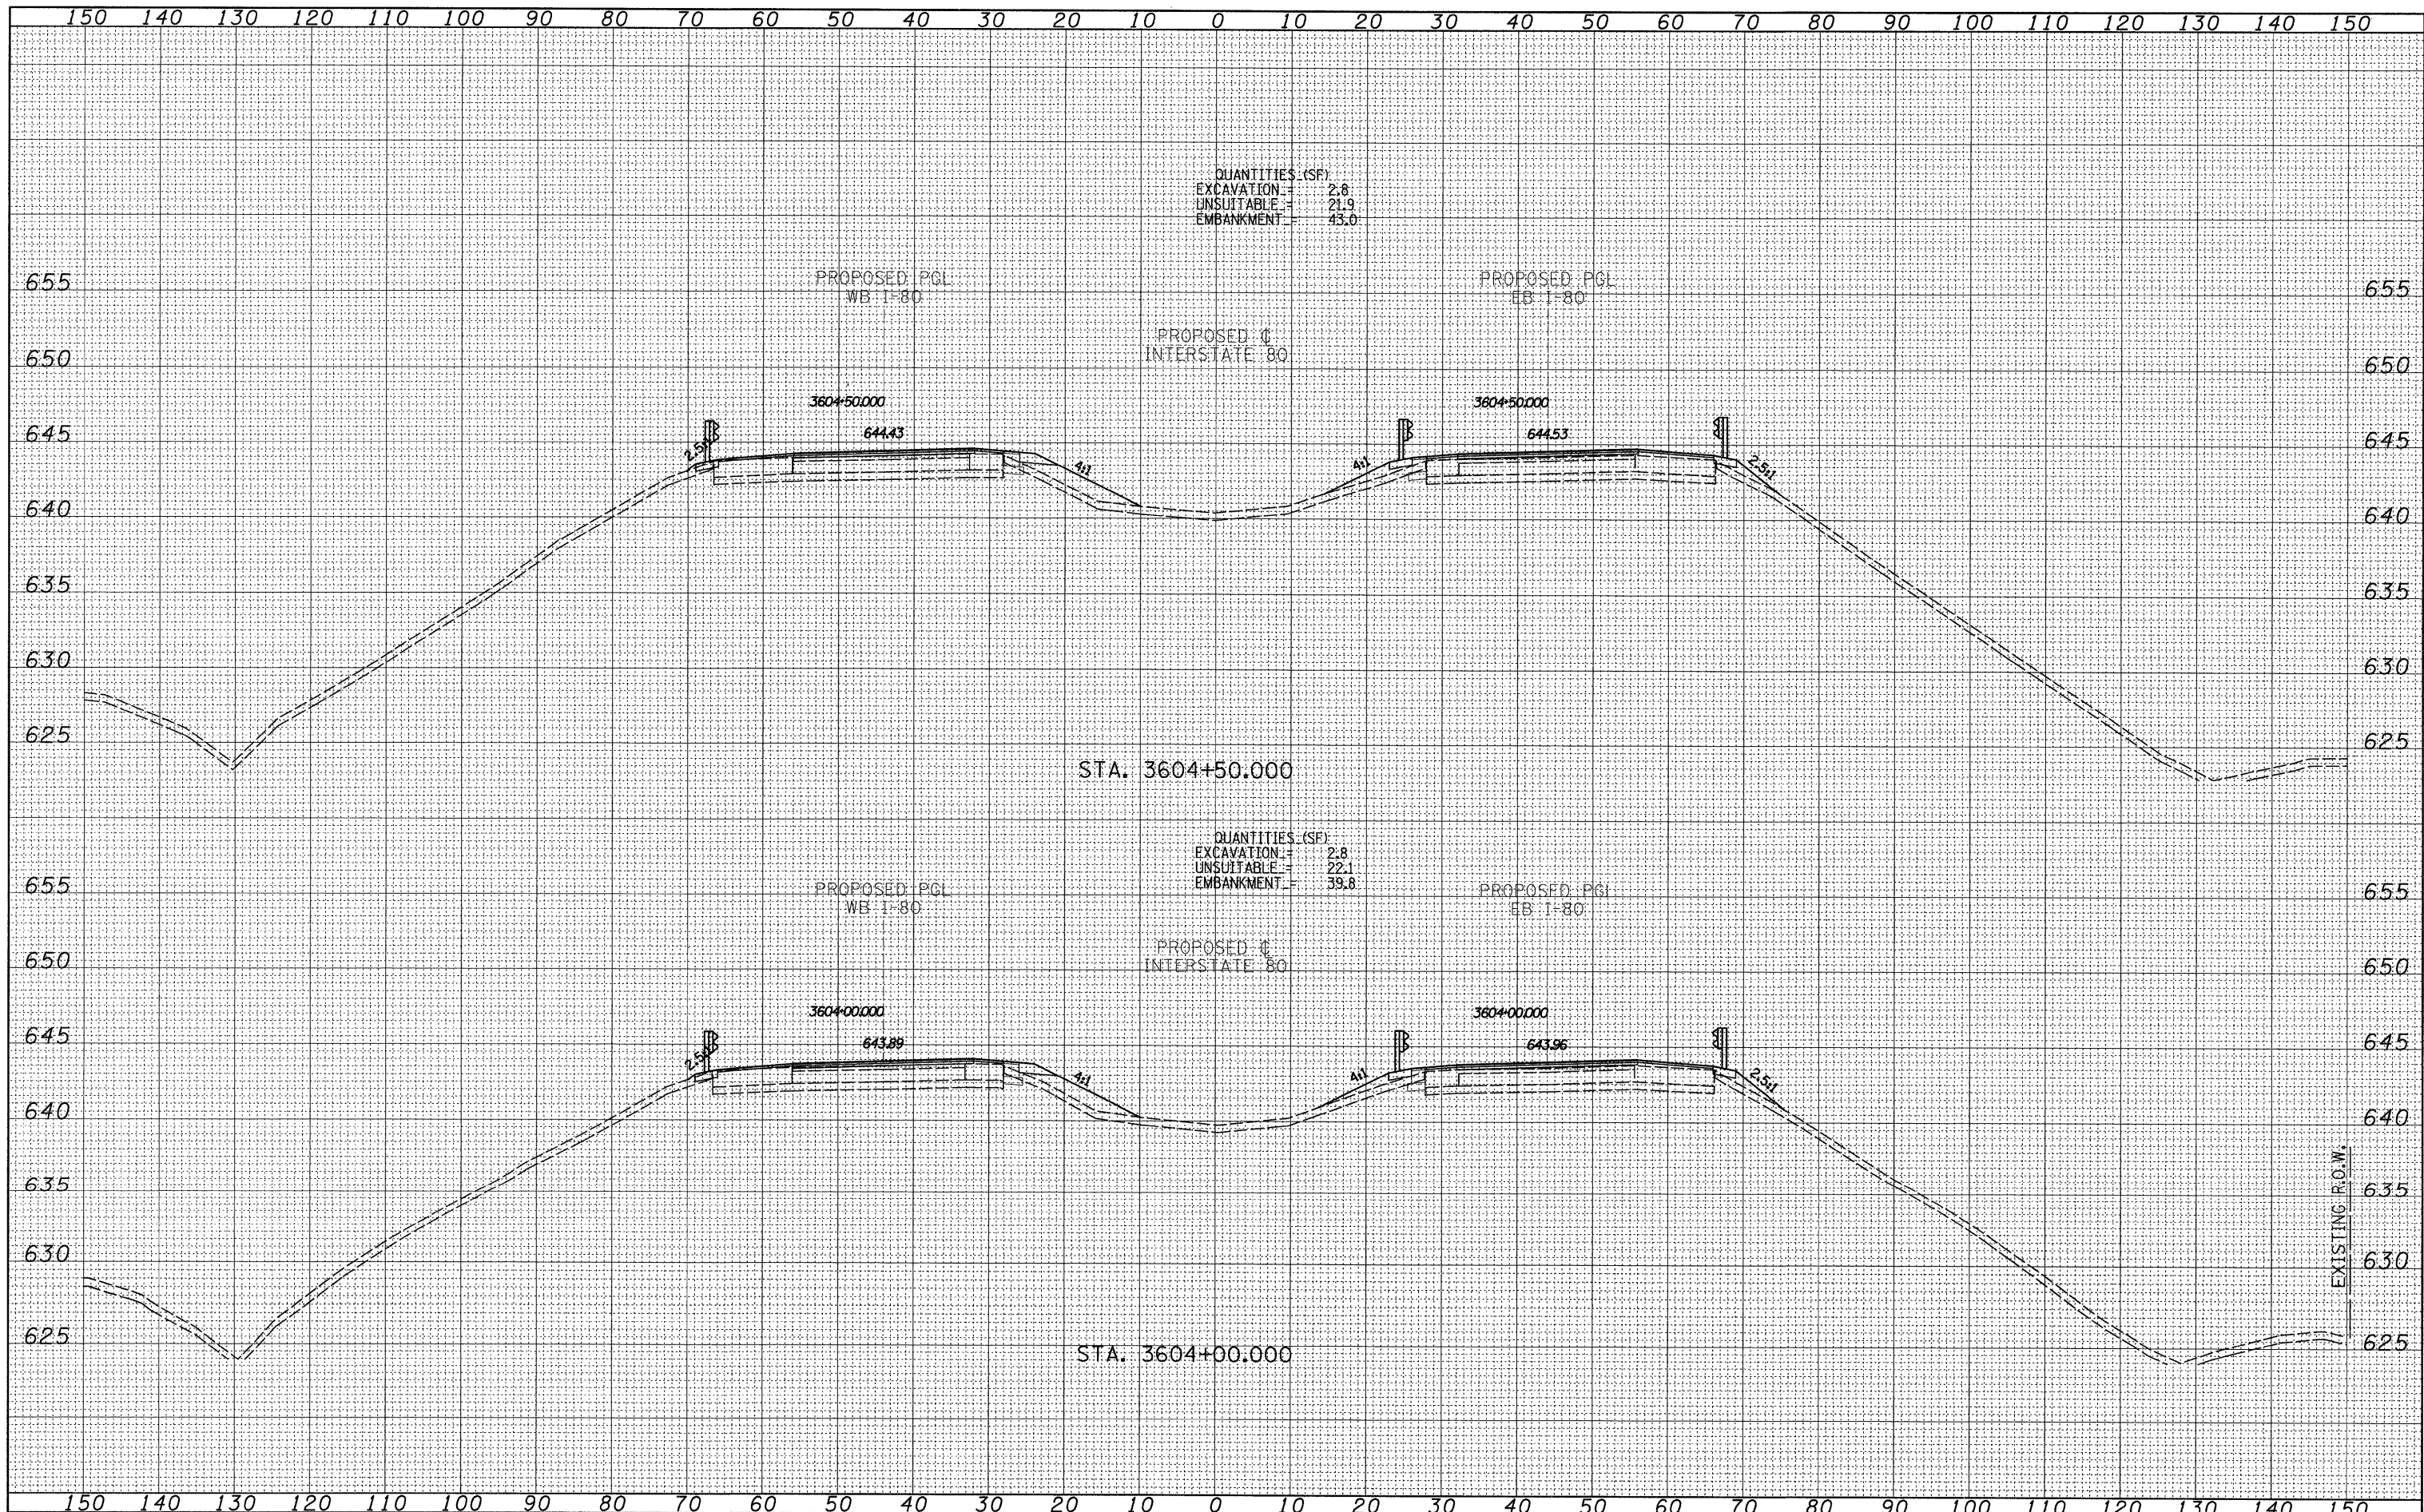 150 140 130 120 110 100 90 80 70 60 50 40 30 20 10 0 10 20 30 40 50 60 70 80 90 100 110 120 130 140 150
QUANTITIES (SF)
EXCAVATION = 2.8
UNSUITABLE = 21.9
EMBANKMENT = 43.0
655 655
PROPOSED PGL
WB I-80
PROPOSED PGL
EB I-80
PROPOSED ℄
INTERSTATE 80
650 650
3604+50.000 3604+50.000
645 645
644.43 644.53
2.5:1 4:1 4:1 2.5:1
640 640
635 635
630 630
625 625
STA. 3604+50.000
QUANTITIES (SF)
EXCAVATION = 2.8
UNSUITABLE = 22.1
EMBANKMENT = 39.8
655 655
PROPOSED PGL
WB I-80
PROPOSED PGL
EB I-80
PROPOSED ℄
INTERSTATE 80
650 650
3604+00.000 3604+00.000
645 645
643.89 643.96
2.5:1 4:1 4:1 2.5:1
640 640
635 635
EXISTING R.O.W.
630 630
625 625
STA. 3604+00.000
150 140 130 120 110 100 90 80 70 60 50 40 30 20 10 0 10 20 30 40 50 60 70 80 90 100 110 120 130 140 150